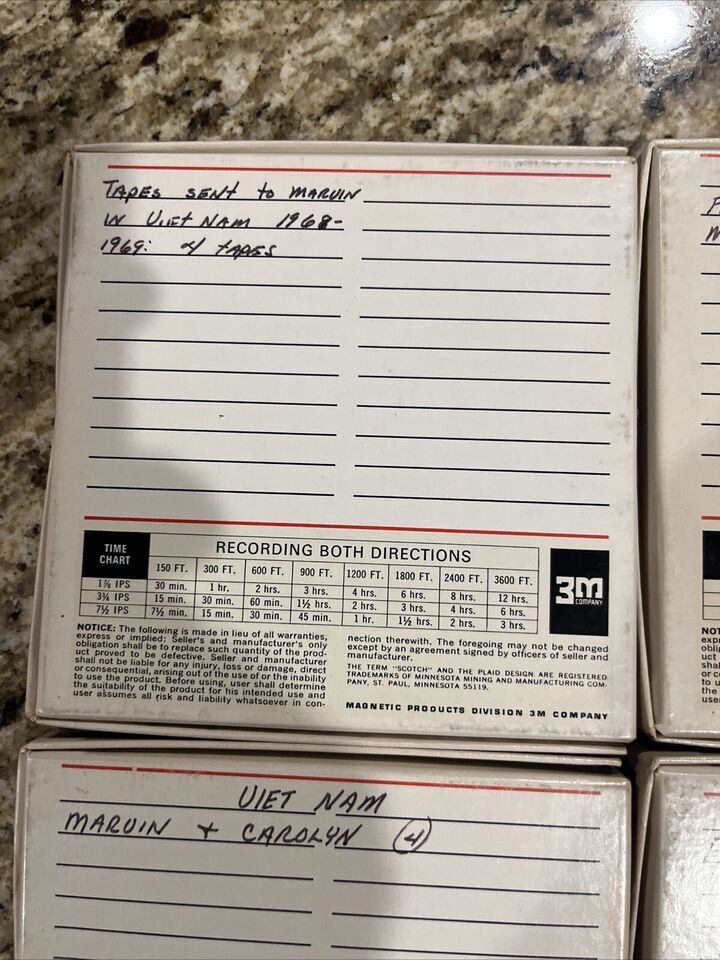 TAPES SENt to MARVIN
IN VIEt NAM 1968-
1969: 4 tAPES
TIME CHART
RECORDING BOTH DIRECTIONS
150 FT. 300 FT. 600 FT. 900 FT. 1200 FT. 1800 FT. 2400 FT. 3600 FT.
1⅞ IPS 30 min. 1 hr. 2 hrs. 3 hrs. 4 hrs. 6 hrs. 8 hrs. 12 hrs.
3¾ IPS 15 min. 30 min. 60 min. 1½ hrs. 2 hrs. 3 hrs. 4 hrs. 6 hrs.
7½ IPS 7½ min. 15 min. 30 min. 45 min. 1 hr. 1½ hrs. 2 hrs. 3 hrs.
3M
COMPANY
NOTICE: The following is made in lieu of all warranties,
express or implied: Seller's and manufacturer's only
obligation shall be to replace such quantity of the prod-
uct proved to be defective. Seller and manufacturer
shall not be liable for any injury, loss or damage, direct
or consequential, arising out of the use of or the inability
to use the product. Before using, user shall determine
the suitability of the product for his intended use and
user assumes all risk and liability whatsoever in con-
nection therewith. The foregoing may not be changed
except by an agreement signed by officers of seller and
manufacturer.
THE TERM "SCOTCH" AND THE PLAID DESIGN ARE REGISTERED
TRADEMARKS OF MINNESOTA MINING AND MANUFACTURING COM-
PANY, ST. PAUL, MINNESOTA 55119.
MAGNETIC PRODUCTS DIVISION 3M COMPANY
VIET NAM
MARVIN + CAROLYN (4)